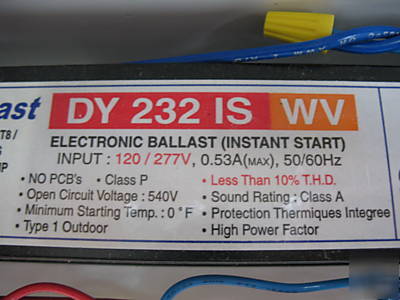 ast
DY 232 IS WV
T8 /
ELECTRONIC BALLAST (INSTANT START)
INPUT : 120 / 277V, 0.53A(MAX), 50/60Hz
• NO PCB's • Class P
• Open Circuit Voltage : 540V
• Minimum Starting Temp. : 0 °F
• Type 1 Outdoor
• Less Than 10% T.H.D.
• Sound Rating : Class A
• Protection Thermiques Integree
• High Power Factor